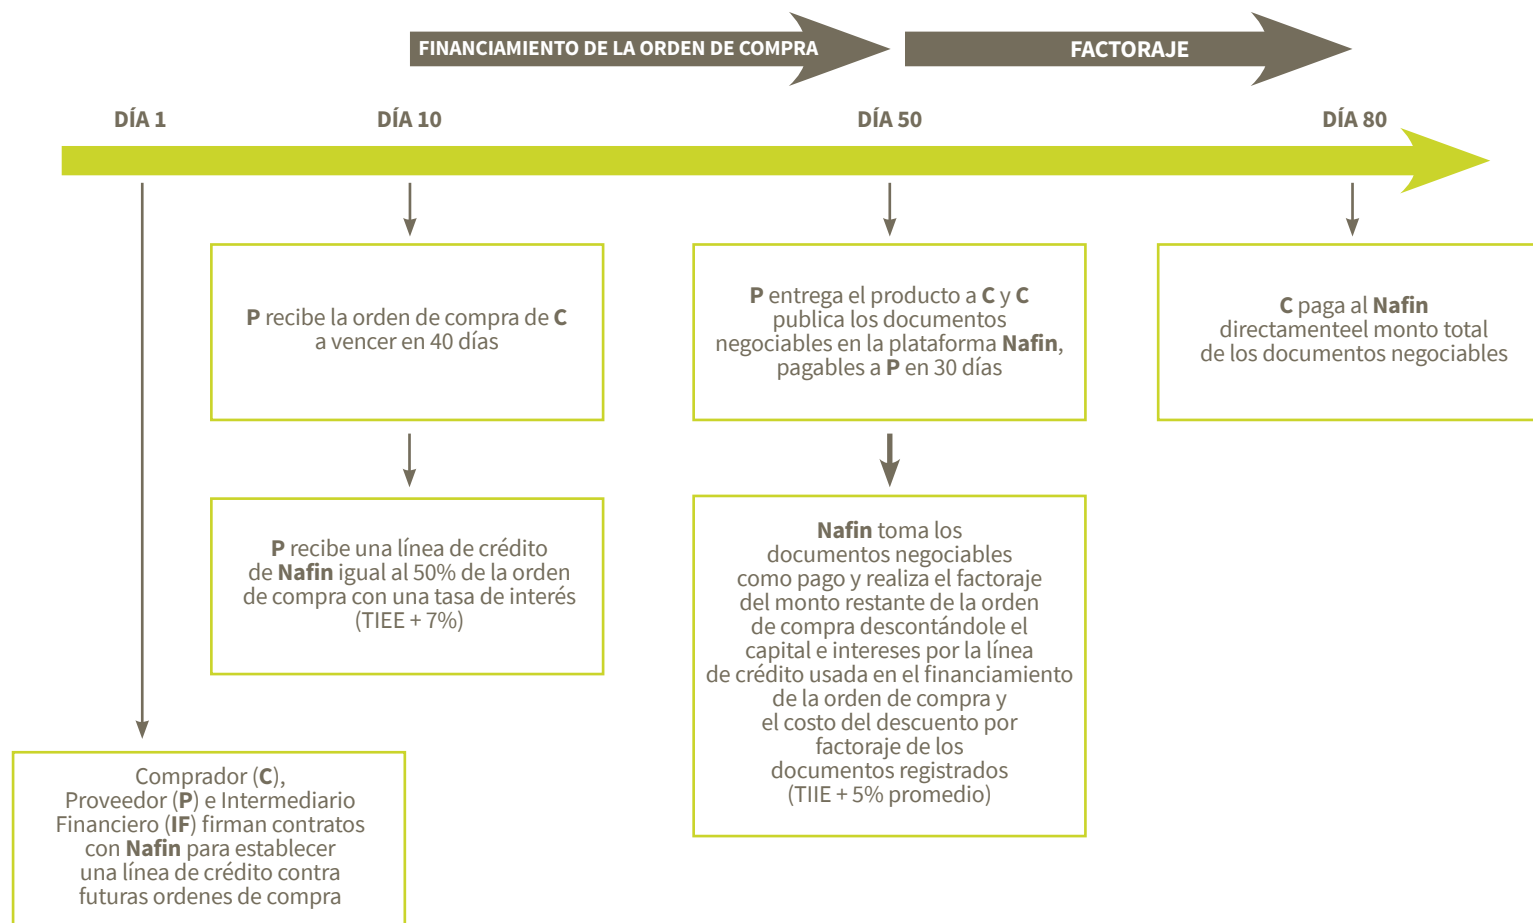 FINANCIAMIENTO DE LA ORDEN DE COMPRA
FACTORAJE
DÍA 1
DÍA 10
DÍA 50
DÍA 80
P recibe la orden de compra de C
a vencer en 40 días
P entrega el producto a C y C
publica los documentos
negociables en la plataforma Nafin,
pagables a P en 30 días
C paga al Nafin
directamenteel monto total
de los documentos negociables
P recibe una línea de crédito
de Nafin igual al 50% de la orden
de compra con una tasa de interés
(TIEE + 7%)
Nafin toma los
documentos negociables
como pago y realiza el factoraje
del monto restante de la orden
de compra descontándole el
capital e intereses por la línea
de crédito usada en el financiamiento
de la orden de compra y
el costo del descuento por
factoraje de los
documentos registrados
(TIIE + 5% promedio)
Comprador (C),
Proveedor (P) e Intermediario
Financiero (IF) firman contratos
con Nafin para establecer
una línea de crédito contra
futuras ordenes de compra